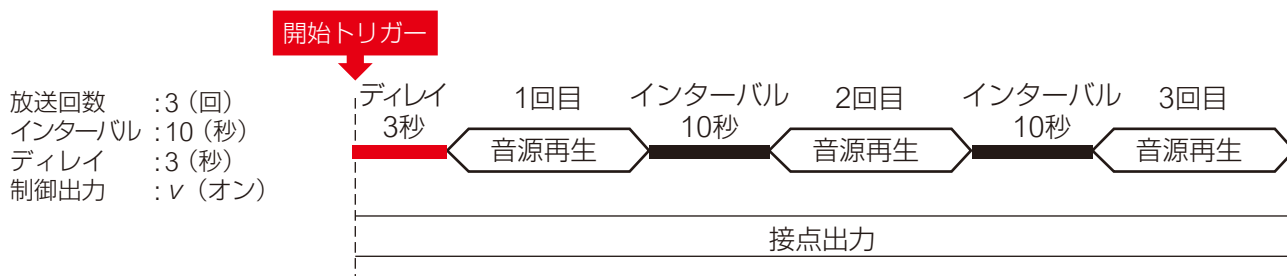 開始トリガー
放送回数 :3（回）
インターバル :10（秒）
ディレイ :3（秒）
制御出力 :v（オン）
ディレイ
3秒
1回目
インターバル
10秒
2回目
インターバル
10秒
3回目
音源再生
音源再生
音源再生
接点出力